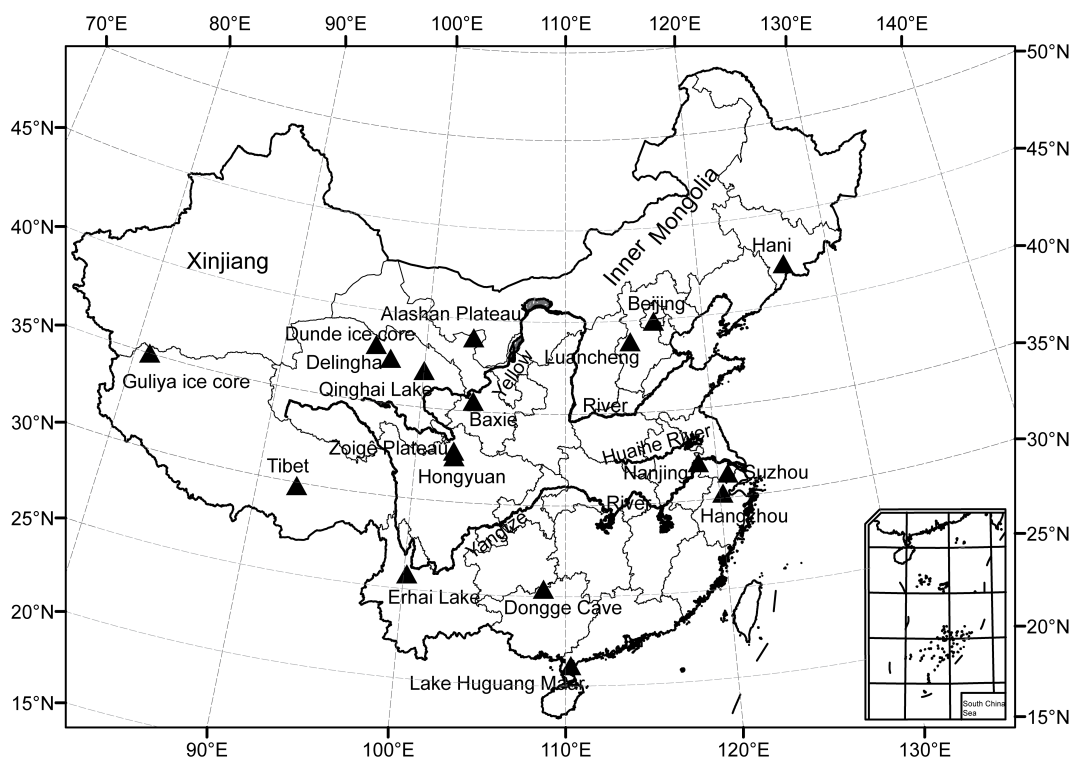 70°E 80°E 90°E 100°E 110°E 120°E 130°E 140°E
50°N
45°N
45°N
Inner Mongolia
40°N
Hani
40°N
Xinjiang
Beijing
Alashan Plateau
35°N
Dunde ice core
35°N
Luancheng
Delingha
Guliya ice core
Qinghai Lake
Yellow
River
Baxie
30°N
30°N
Huaihe River
Zoige Plateau
Tibet
Hongyuan
Nanjing
Suzhou
River
Hangzhou
25°N
Yangtze
25°N
Erhai Lake
Dongge Cave
20°N
20°N
Lake Huguang Maar
15°N
South China
Sea
15°N
90°E 100°E 110°E 120°E 130°E